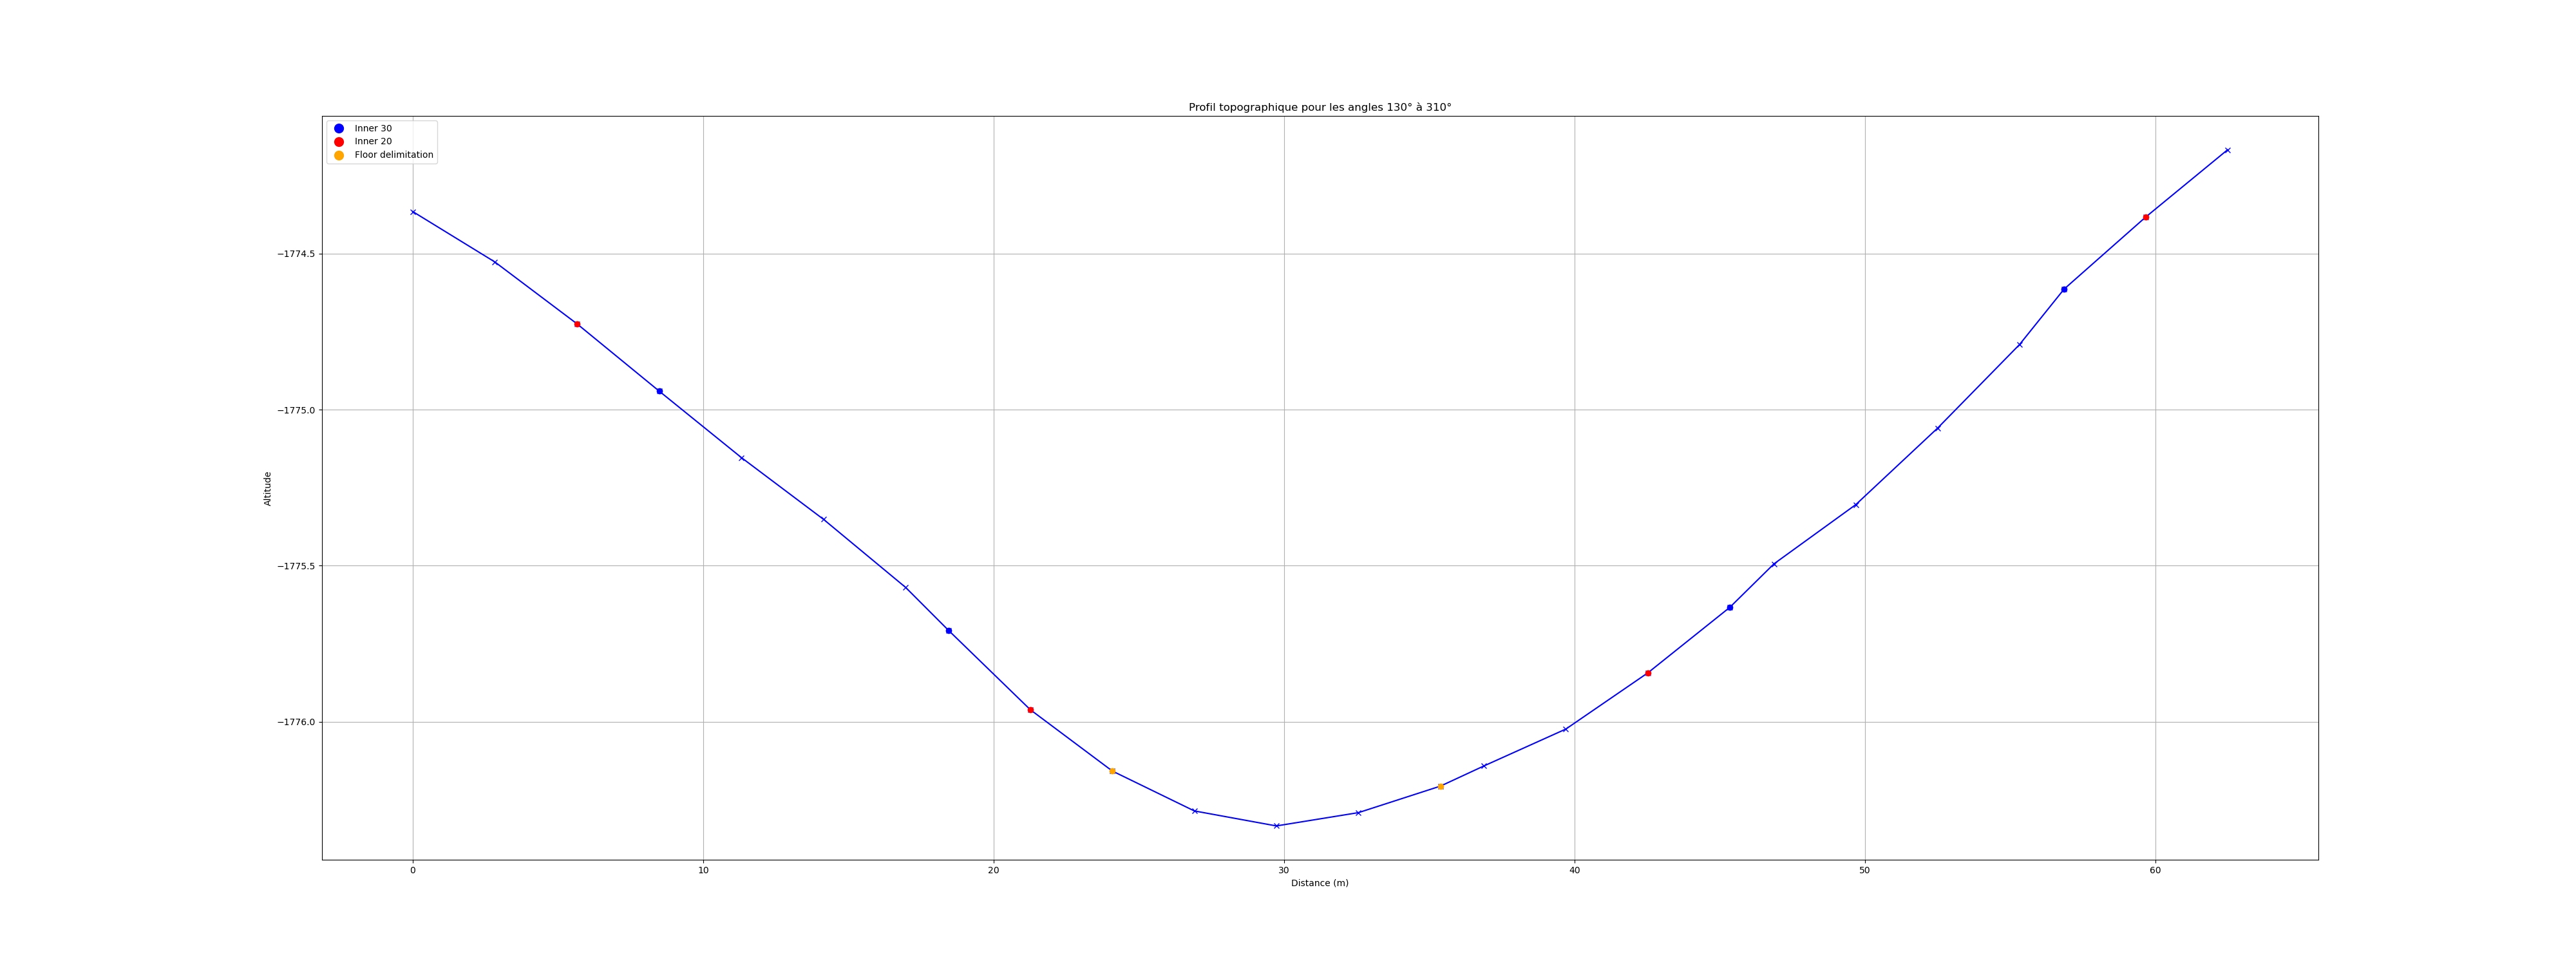 Profil topographique pour les angles 130° à 310°
Inner 30
Inner 20
Floor delimitation
Altitude
−1774.5
−1775.0
−1775.5
−1776.0
0 10 20 30 40 50 60
Distance (m)